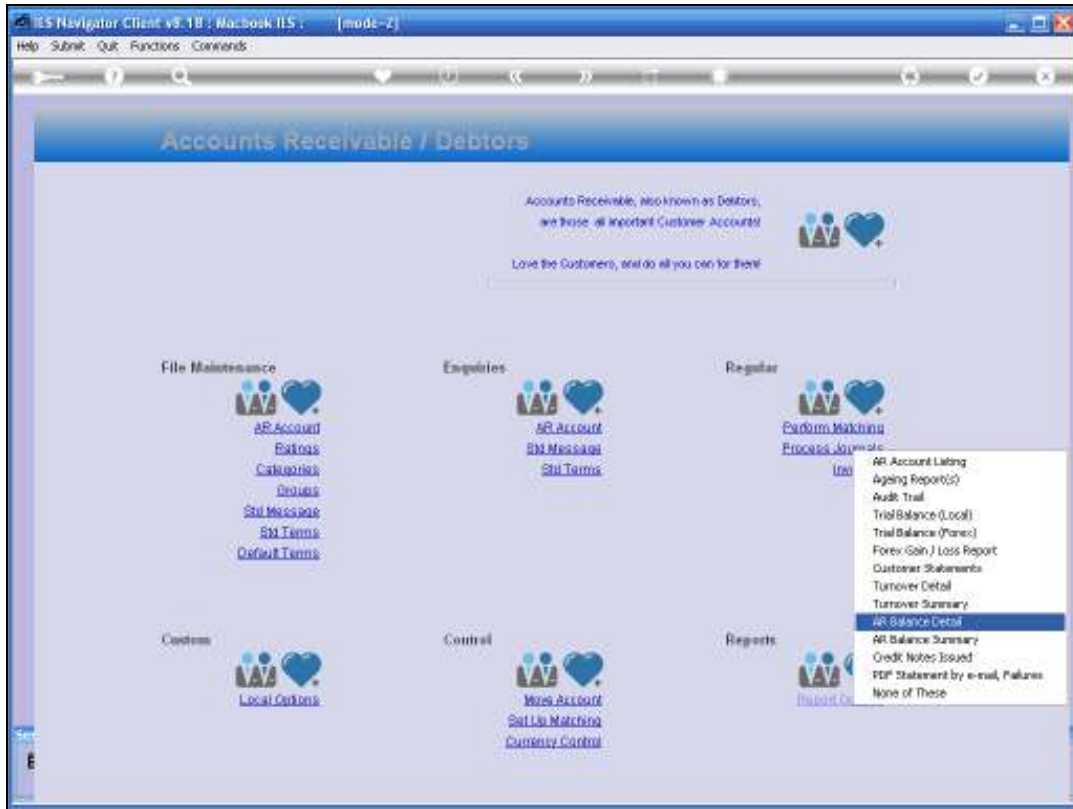 IES Navigator Client v8.1B : Macbook ILS : [mode-Z]
Help Submit Quit Functions Commands
Accounts Receivable / Debtors
Accounts Receivable, also known as Debtors,
are those all important Customer Accounts!
Love the Customers, and do all you can for them!
File Maintenance
AR Account
Ratings
Categories
Groups
Std Message
Std Terms
Default Terms
Enquiries
AR Account
Std Message
Std Terms
Regular
Perform Matching
Process Journals
AR Account Listing
Ageing Report(s)
Audit Trail
Trial Balance (Local)
Trial Balance (Forex)
Forex Gain / Loss Report
Customer Statements
Turnover Detail
Turnover Summary
AR Balance Detail
AR Balance Summary
Credit Notes Issued
PDF Statement by e-mail, Failures
None of These
Custom
Local Options
Control
Move Account
Set Up Matching
Currency Control
Reports
Report